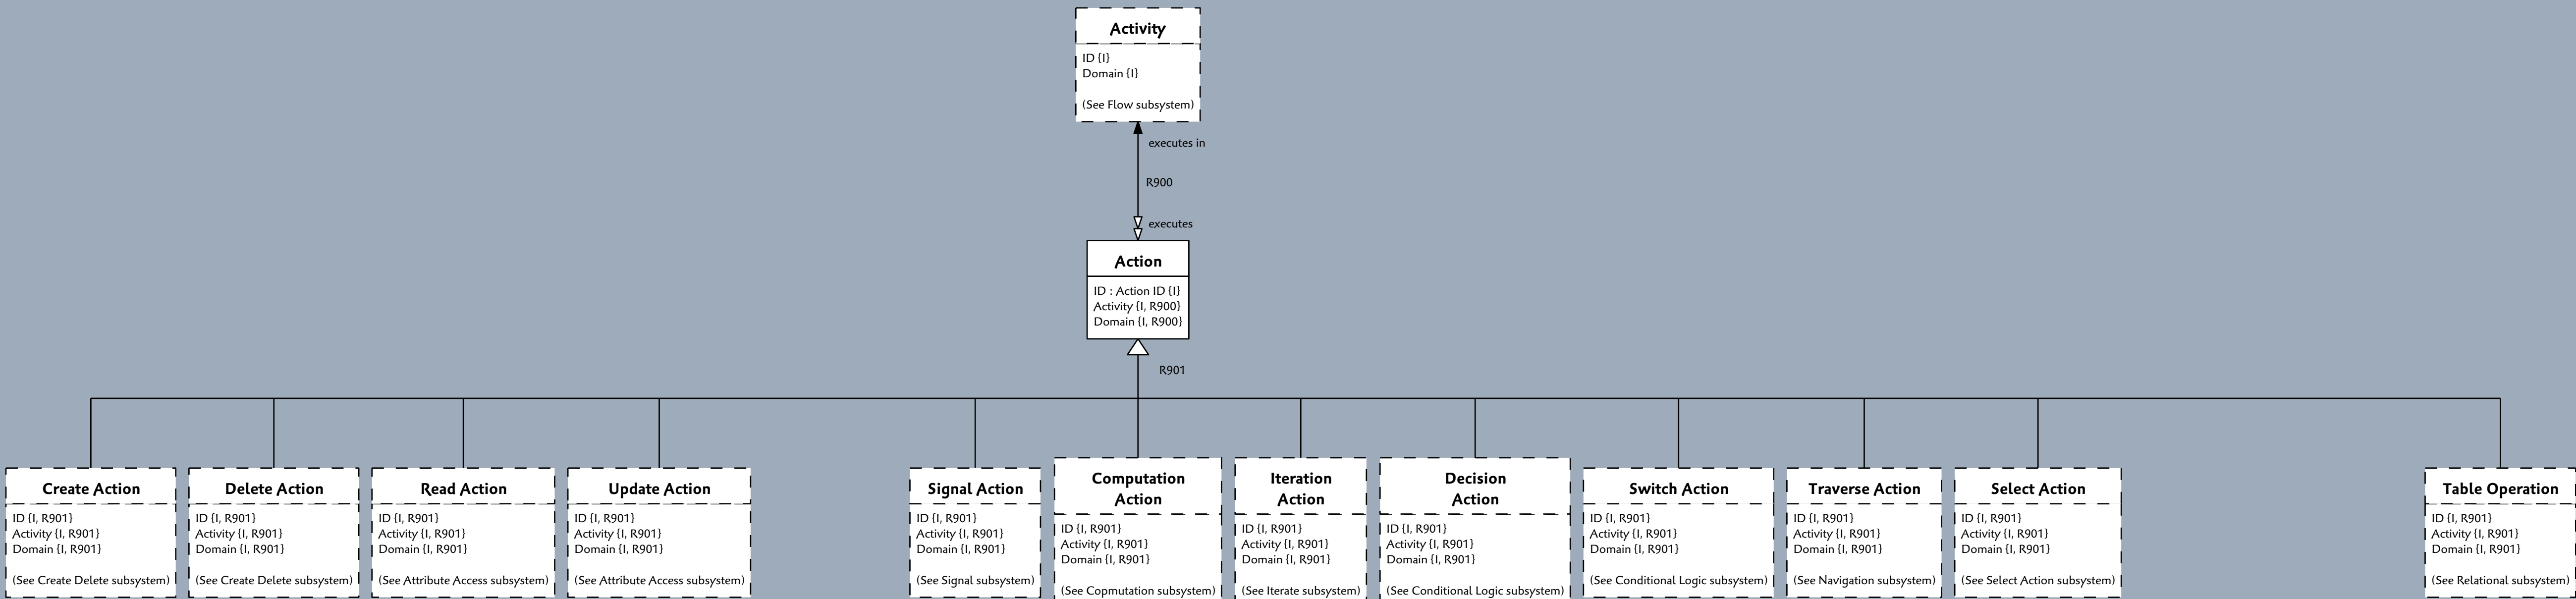 Activity
ID {I}
Domain {I}
(See Flow subsystem)
executes in
R900
executes
Action
ID : Action ID {I}
Activity {I, R900}
Domain {I, R900}
R901
Create Action
ID {I, R901}
Activity {I, R901}
Domain {I, R901}
(See Create Delete subsystem)
Delete Action
ID {I, R901}
Activity {I, R901}
Domain {I, R901}
(See Create Delete subsystem)
Read Action
ID {I, R901}
Activity {I, R901}
Domain {I, R901}
(See Attribute Access subsystem)
Update Action
ID {I, R901}
Activity {I, R901}
Domain {I, R901}
(See Attribute Access subsystem)
Signal Action
ID {I, R901}
Activity {I, R901}
Domain {I, R901}
(See Signal subsystem)
Computation
Action
ID {I, R901}
Activity {I, R901}
Domain {I, R901}
(See Copmutation subsystem)
Iteration
Action
ID {I, R901}
Activity {I, R901}
Domain {I, R901}
(See Iterate subsystem)
Decision
Action
ID {I, R901}
Activity {I, R901}
Domain {I, R901}
(See Conditional Logic subsystem)
Switch Action
ID {I, R901}
Activity {I, R901}
Domain {I, R901}
(See Conditional Logic subsystem)
Traverse Action
ID {I, R901}
Activity {I, R901}
Domain {I, R901}
(See Navigation subsystem)
Select Action
ID {I, R901}
Activity {I, R901}
Domain {I, R901}
(See Select Action subsystem)
Table Operation
ID {I, R901}
Activity {I, R901}
Domain {I, R901}
(See Relational subsystem)